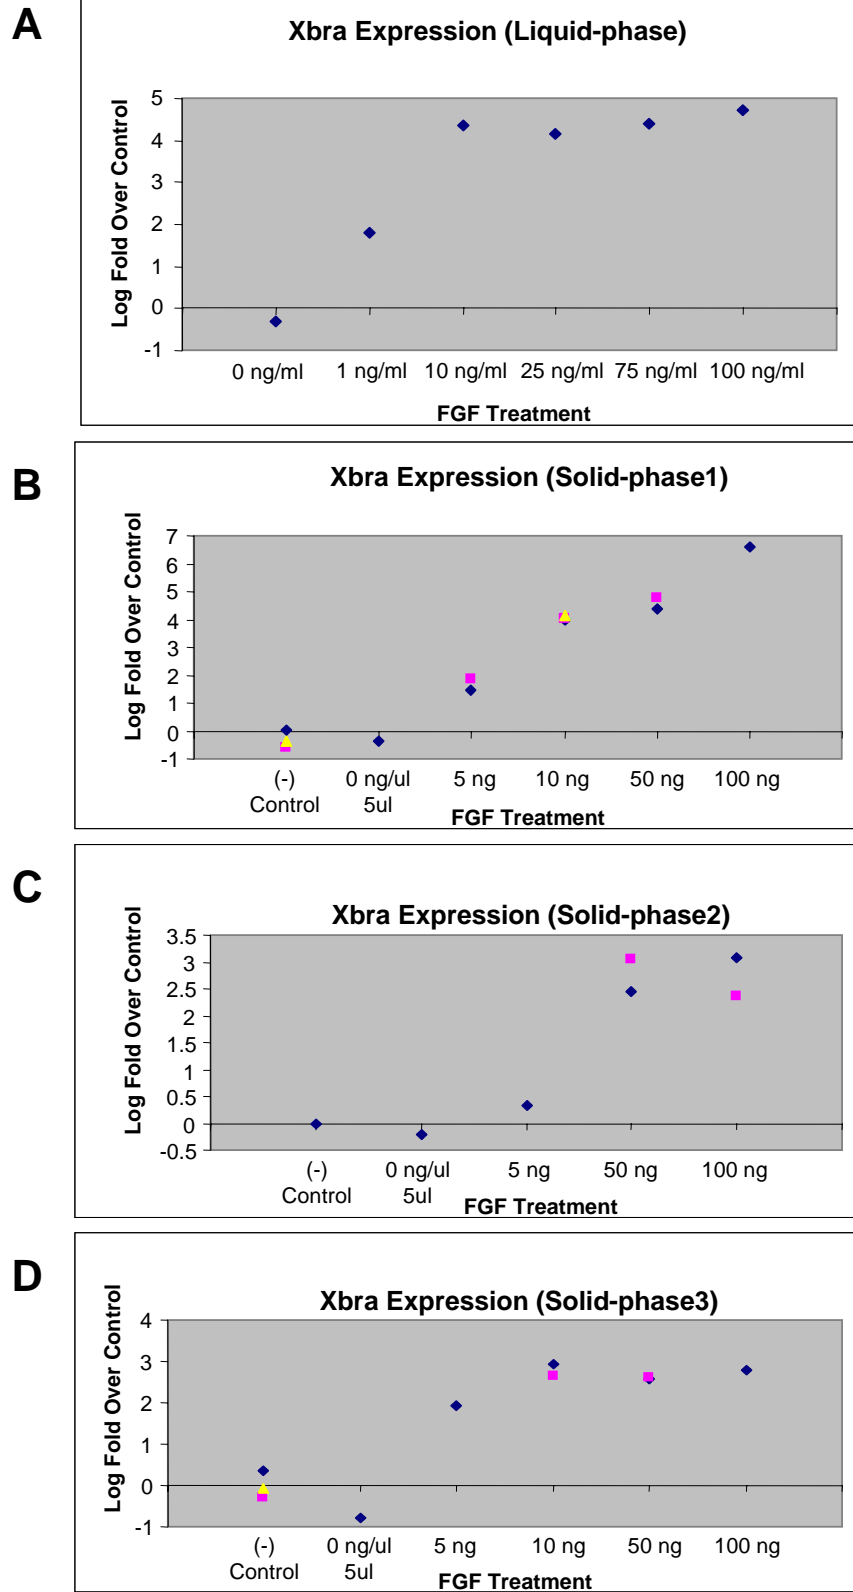 A
Xbra Expression (Liquid-phase)
Log Fold Over Control
5
4
3
2
1
0
-1
0 ng/ml 1 ng/ml 10 ng/ml 25 ng/ml 75 ng/ml 100 ng/ml
FGF Treatment
B
Xbra Expression (Solid-phase1)
Log Fold Over Control
7
6
5
4
3
2
1
0
-1
(-) 0 ng/ul 5 ng 10 ng 50 ng 100 ng
Control 5ul
FGF Treatment
C
Xbra Expression (Solid-phase2)
Log Fold Over Control
3.5
3
2.5
2
1.5
1
0.5
0
-0.5
(-) 0 ng/ul 5 ng 50 ng 100 ng
Control 5ul
FGF Treatment
D
Xbra Expression (Solid-phase3)
Log Fold Over Control
4
3
2
1
0
-1
(-) 0 ng/ul 5 ng 10 ng 50 ng 100 ng
Control 5ul
FGF Treatment